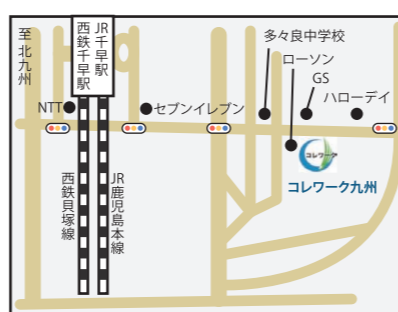 至 北九州
西鉄千早駅
JR千早駅
多々良中学校
ローソン
GS
ハローデイ
NTT
セブンイレブン
コレワーク
コレワーク九州
西鉄貝塚線
JR鹿児島本線